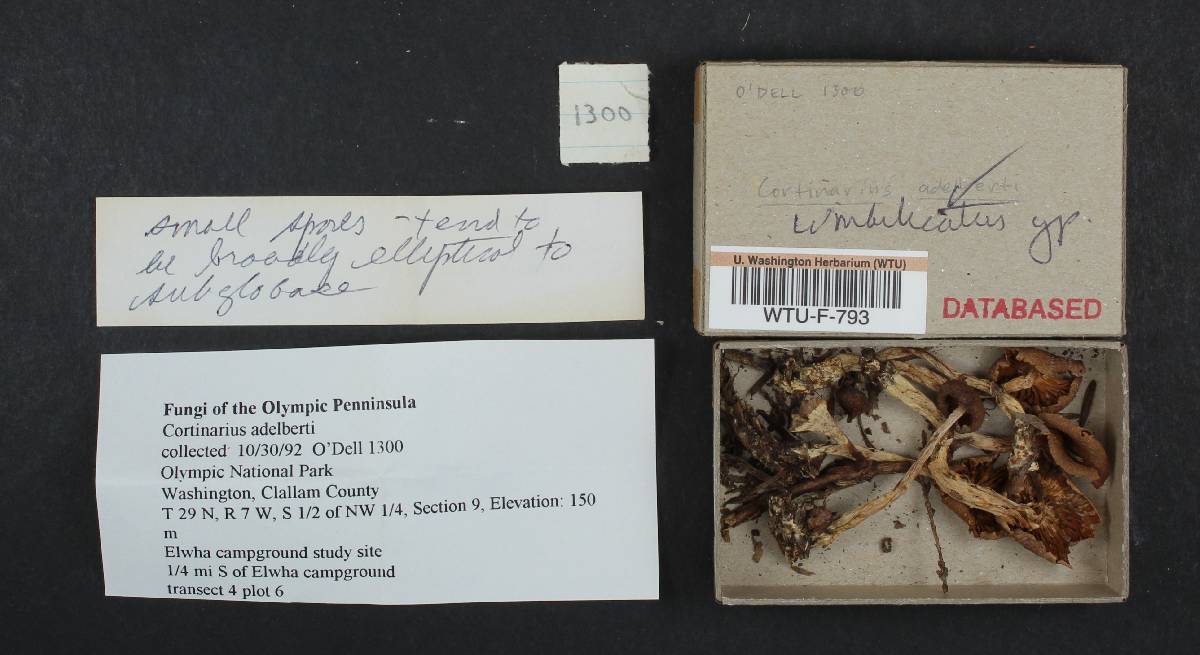 1300
small spores - tend to
be broadly elliptical to
subglobose
Fungi of the Olympic Penninsula
Cortinarius adelberti
collected 10/30/92 O'Dell 1300
Olympic National Park
Washington, Clallam County
T 29 N, R 7 W, S 1/2 of NW 1/4, Section 9, Elevation: 150
m
Elwha campground study site
1/4 mi S of Elwha campground
transect 4 plot 6
O'DELL 1300
Cortinarius adelberti
gp.
U. Washington Herbarium (WTU)
WTU-F-793
DATABASED